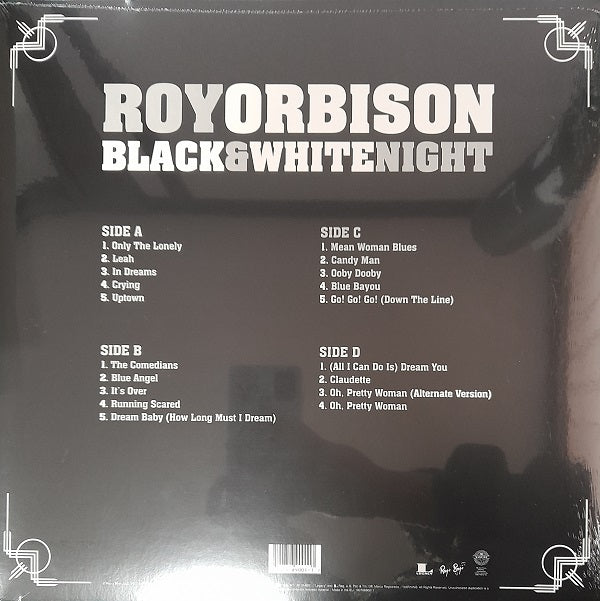 ROYORBISON
BLACK&WHITENIGHT
SIDE A
1. Only The Lonely
2. Leah
3. In Dreams
4. Crying
5. Uptown
SIDE B
1. The Comedians
2. Blue Angel
3. It's Over
4. Running Scared
5. Dream Baby (How Long Must I Dream)
SIDE C
1. Mean Woman Blues
2. Candy Man
3. Ooby Dooby
4. Blue Bayou
5. Go! Go! Go! (Down The Line)
SIDE D
1. (All I Can Do Is) Dream You
2. Claudette
3. Oh, Pretty Woman (Alternate Version)
4. Oh, Pretty Woman